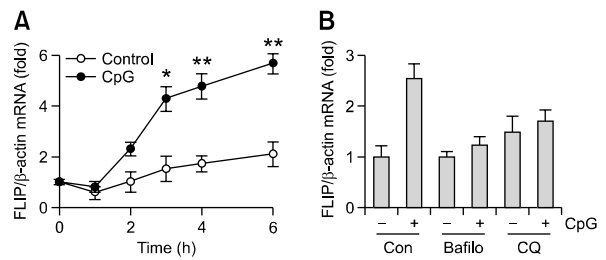 A
FLIP/β-actin mRNA (fold)
6
4
2
0
Control
CpG
*
**
**
0
2
4
6
Time (h)
B
FLIP/β-actin mRNA (fold)
3
2
1
0
– + – + – + CpG
Con Bafilo CQ